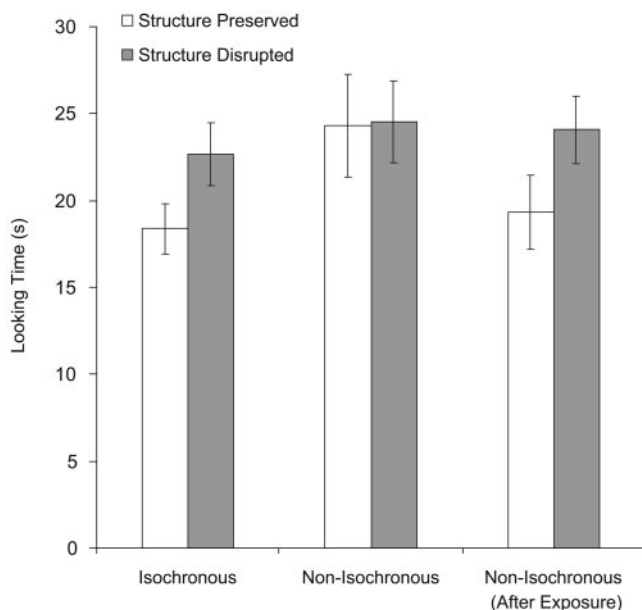 Structure Preserved
Structure Disrupted
30
25
20
15
10
5
0
Looking Time (s)
Isochronous
Non-Isochronous
Non-Isochronous
(After Exposure)